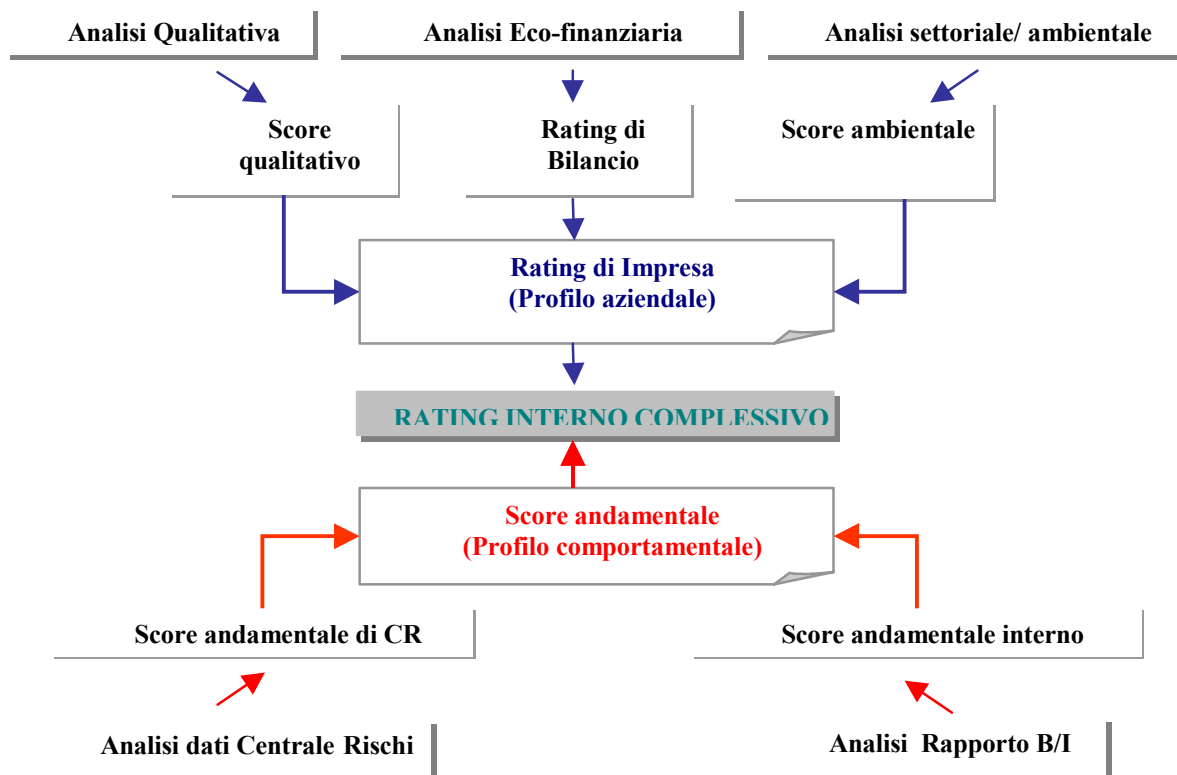 Analisi Qualitativa
Analisi Eco-finanziaria
Analisi settoriale/ ambientale
Score
qualitativo
Rating di
Bilancio
Score ambientale
Rating di Impresa
(Profilo aziendale)
RATING INTERNO COMPLESSIVO
Score andamentale
(Profilo comportamentale)
Score andamentale di CR
Score andamentale interno
Analisi dati Centrale Rischi
Analisi Rapporto B/I